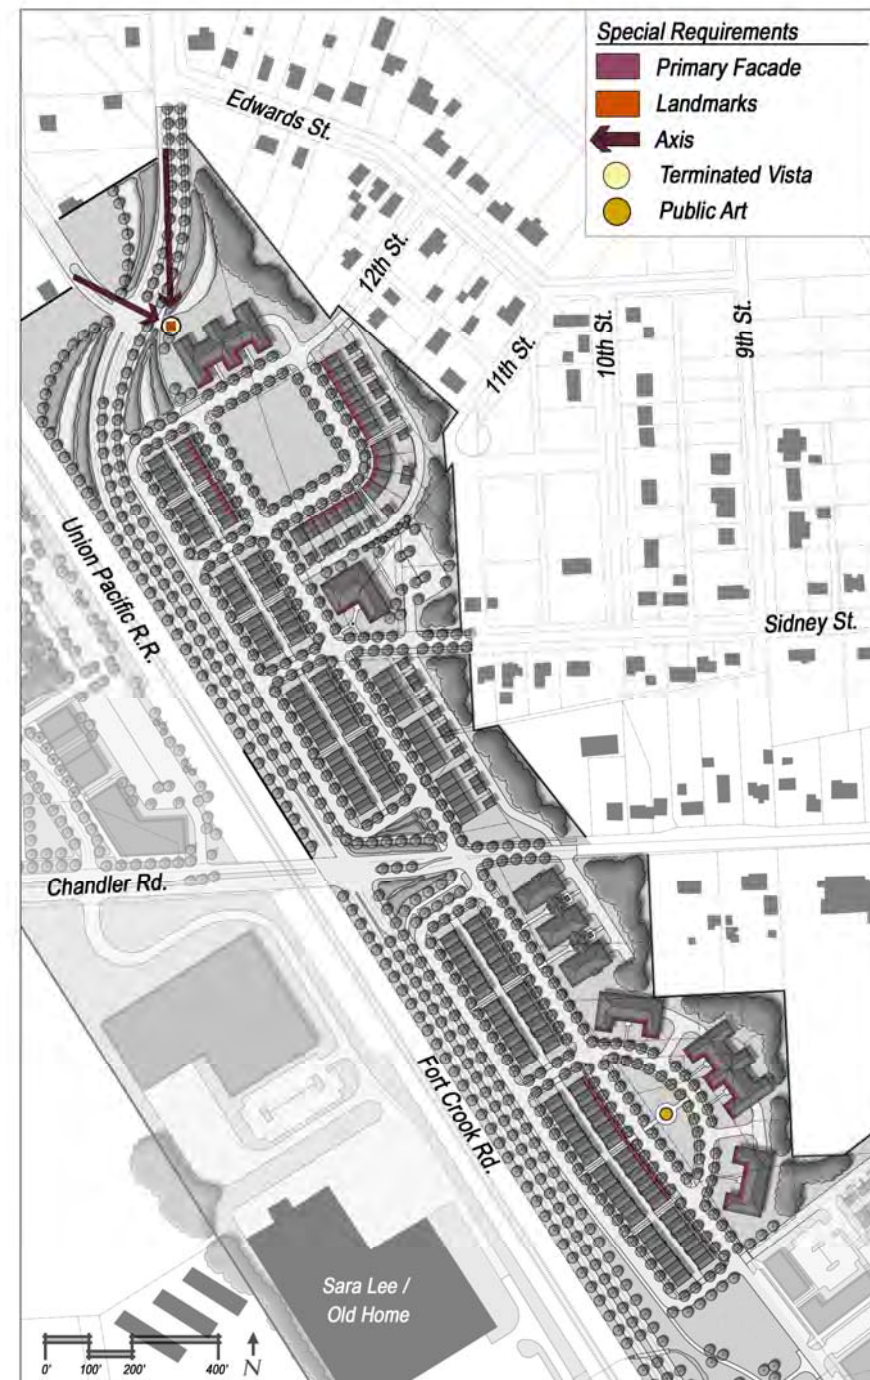 Special Requirements
Primary Facade
Landmarks
Axis
Terminated Vista
Public Art
Edwards St.
12th St.
11th St.
10th St.
9th St.
Union Pacific R.R.
Sidney St.
Chandler Rd.
Fort Crook Rd.
Sara Lee /
Old Home
0' 100' 200' 400' N